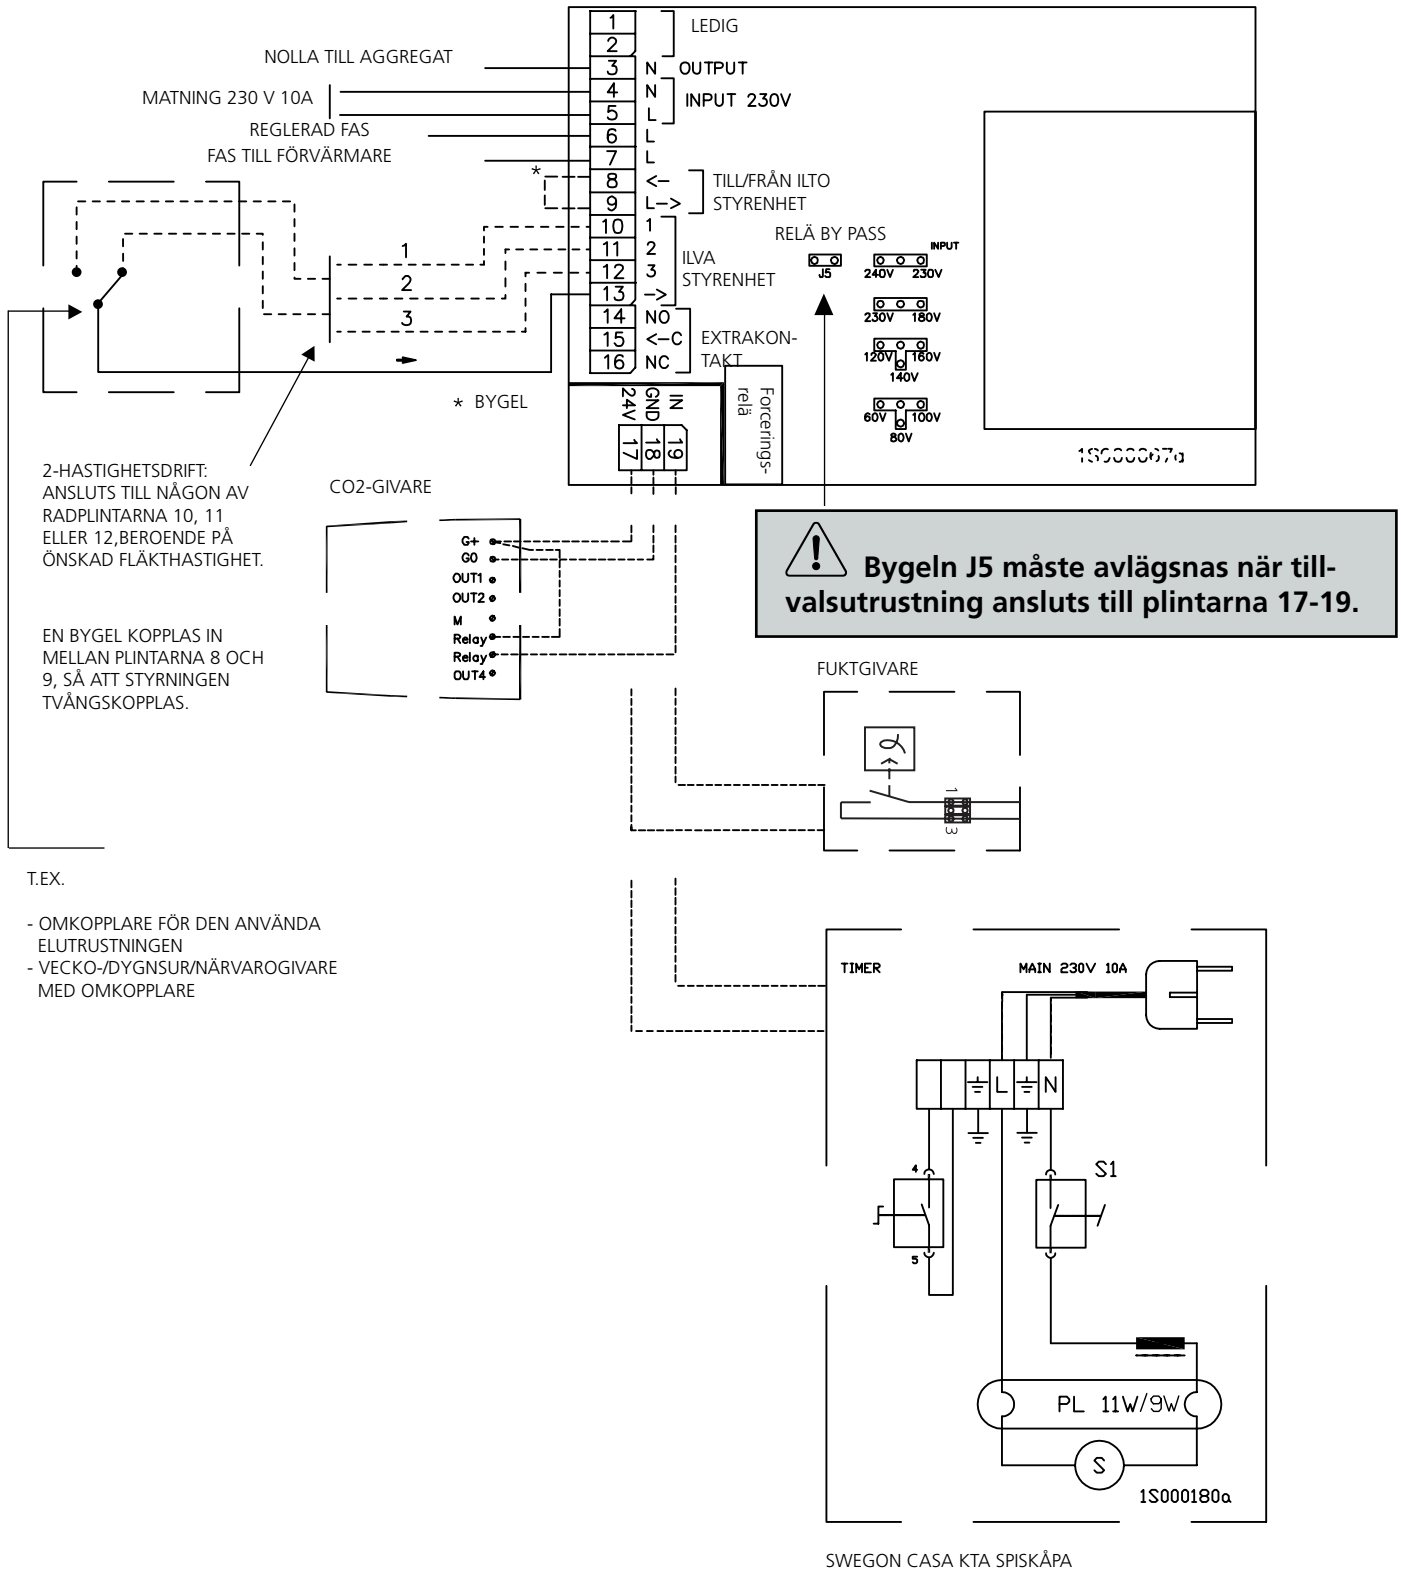 1
2
LEDIG
NOLLA TILL AGGREGAT
3 N OUTPUT
MATNING 230 V 10A
4 N
INPUT 230V
5 L
REGLERAD FAS
6 L
FAS TILL FÖRVÄRMARE
7 L
*
8 <-
TILL/FRÅN ILTO
9 L->
STYRENHET
10 1
11 2
12 3
13 ->
ILVA
STYRENHET
14 NO
15 <-C
16 NC
EXTRAKON-
TAKT
1
2
3
* BYGEL
RELÄ BY PASS
J5
INPUT
240V 230V
230V 180V
120V 160V
140V
60V 100V
80V
Forcerings-
relä
24V
GND
IN
17
18
19
1S000067a
2-HASTIGHETSDRIFT:
ANSLUTS TILL NÅGON AV
RADPLINTARNA 10, 11
ELLER 12,BEROENDE PÅ
ÖNSKAD FLÄKTHASTIGHET.
EN BYGEL KOPPLAS IN
MELLAN PLINTARNA 8 OCH
9, SÅ ATT STYRNINGEN
TVÅNGSKOPPLAS.
CO2-GIVARE
G+
G0
OUT1
OUT2
M
Relay
Relay
OUT4
Bygeln J5 måste avlägsnas när till-
valsutrustning ansluts till plintarna 17-19.
FUKTGIVARE
1
3
T.EX.
- OMKOPPLARE FÖR DEN ANVÄNDA
ELUTRUSTNINGEN
- VECKO-/DYGNSUR/NÄRVAROGIVARE
MED OMKOPPLARE
TIMER
MAIN 230V 10A
L
N
4
5
S1
PL 11W/9W
S
1S000180a
SWEGON CASA KTA SPISKÅPA